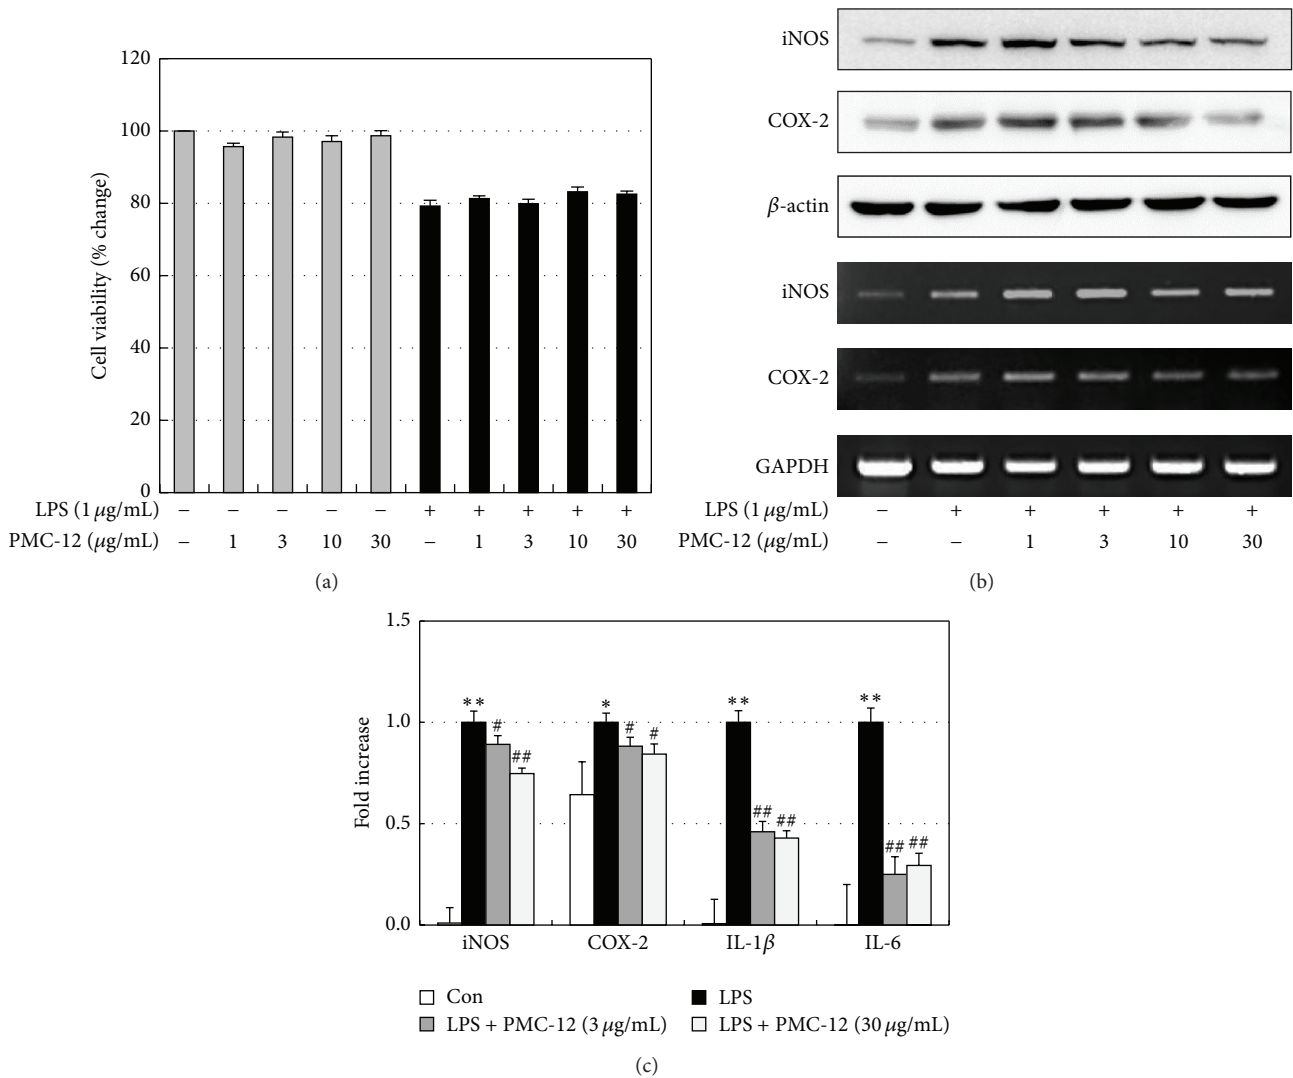 120
100
80
60
40
20
0
Cell viability (% change)
LPS (1 μg/mL) − − − − − + + + + +
PMC-12 (μg/mL) − 1 3 10 30 − 1 3 10 30
(a)
iNOS
COX-2
β-actin
iNOS
COX-2
GAPDH
LPS (1 μg/mL) − + + + + +
PMC-12 (μg/mL) − − 1 3 10 30
(b)
1.5
1.0
0.5
0.0
Fold increase
** # ##
* # #
** ## ##
** ## ##
iNOS COX-2 IL-1β IL-6
Con LPS
LPS + PMC-12 (3 μg/mL) LPS + PMC-12 (30 μg/mL)
(c)